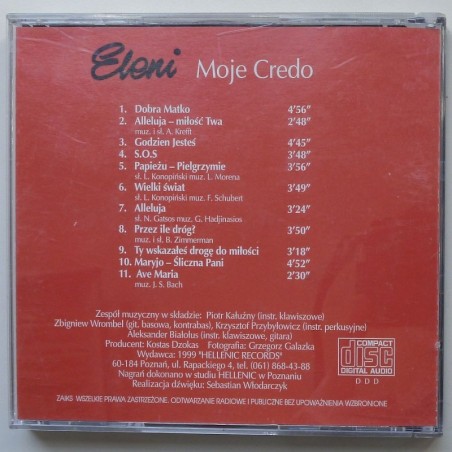 Eleni Moje Credo
1. Dobra Matko 4'56"
2. Alleluja – miłość Twa 2'48"
muz. i sł. A. Krefft
3. Godzien Jesteś 4'45"
4. S.O.S 3'48"
5. Papieżu – Pielgrzymie 3'56"
sł. L. Konopiński muz. L. Morena
6. Wielki świat 3'49"
sł. L. Konopiński muz. F. Schubert
7. Alleluja 3'24"
sł. N. Gatsos muz. G. Hadjinasios
8. Przez ile dróg? 3'50"
muz. i sł. B. Zimmerman
9. Ty wskazałeś drogę do miłości 3'18"
10. Maryjo – Śliczna Pani 4'52"
11. Ave Maria 2'30"
muz. J. S. Bach
Zespół muzyczny w składzie: Piotr Kałużny (instr. klawiszowe)
Zbigniew Wrombel (git. basowa, kontrabas), Krzysztof Przybyłowicz (instr. perkusyjne)
Aleksander Białołus (instr. klawiszowe, gitara)
Producent: Kostas Dzokas Fotografia: Grzegorz Gałazka
Wydawca: 1999 "HELLENIC RECORDS"
60-184 Poznań, ul. Rapackiego 4, tel. (061) 868-43-88
Nagrań dokonano w studu HELLENIC w Poznaniu
Realizacja dźwięku: Sebastian Włodarczyk
COMPACT
disc
DIGITAL AUDIO
DDD
ZAIKS WSZELKIE PRAWA ZASTRZEŻONE. ODTWARZANE RADIOWE I PUBLICZNE BEZ UPOWAŻNIENIA WZBRONIONE